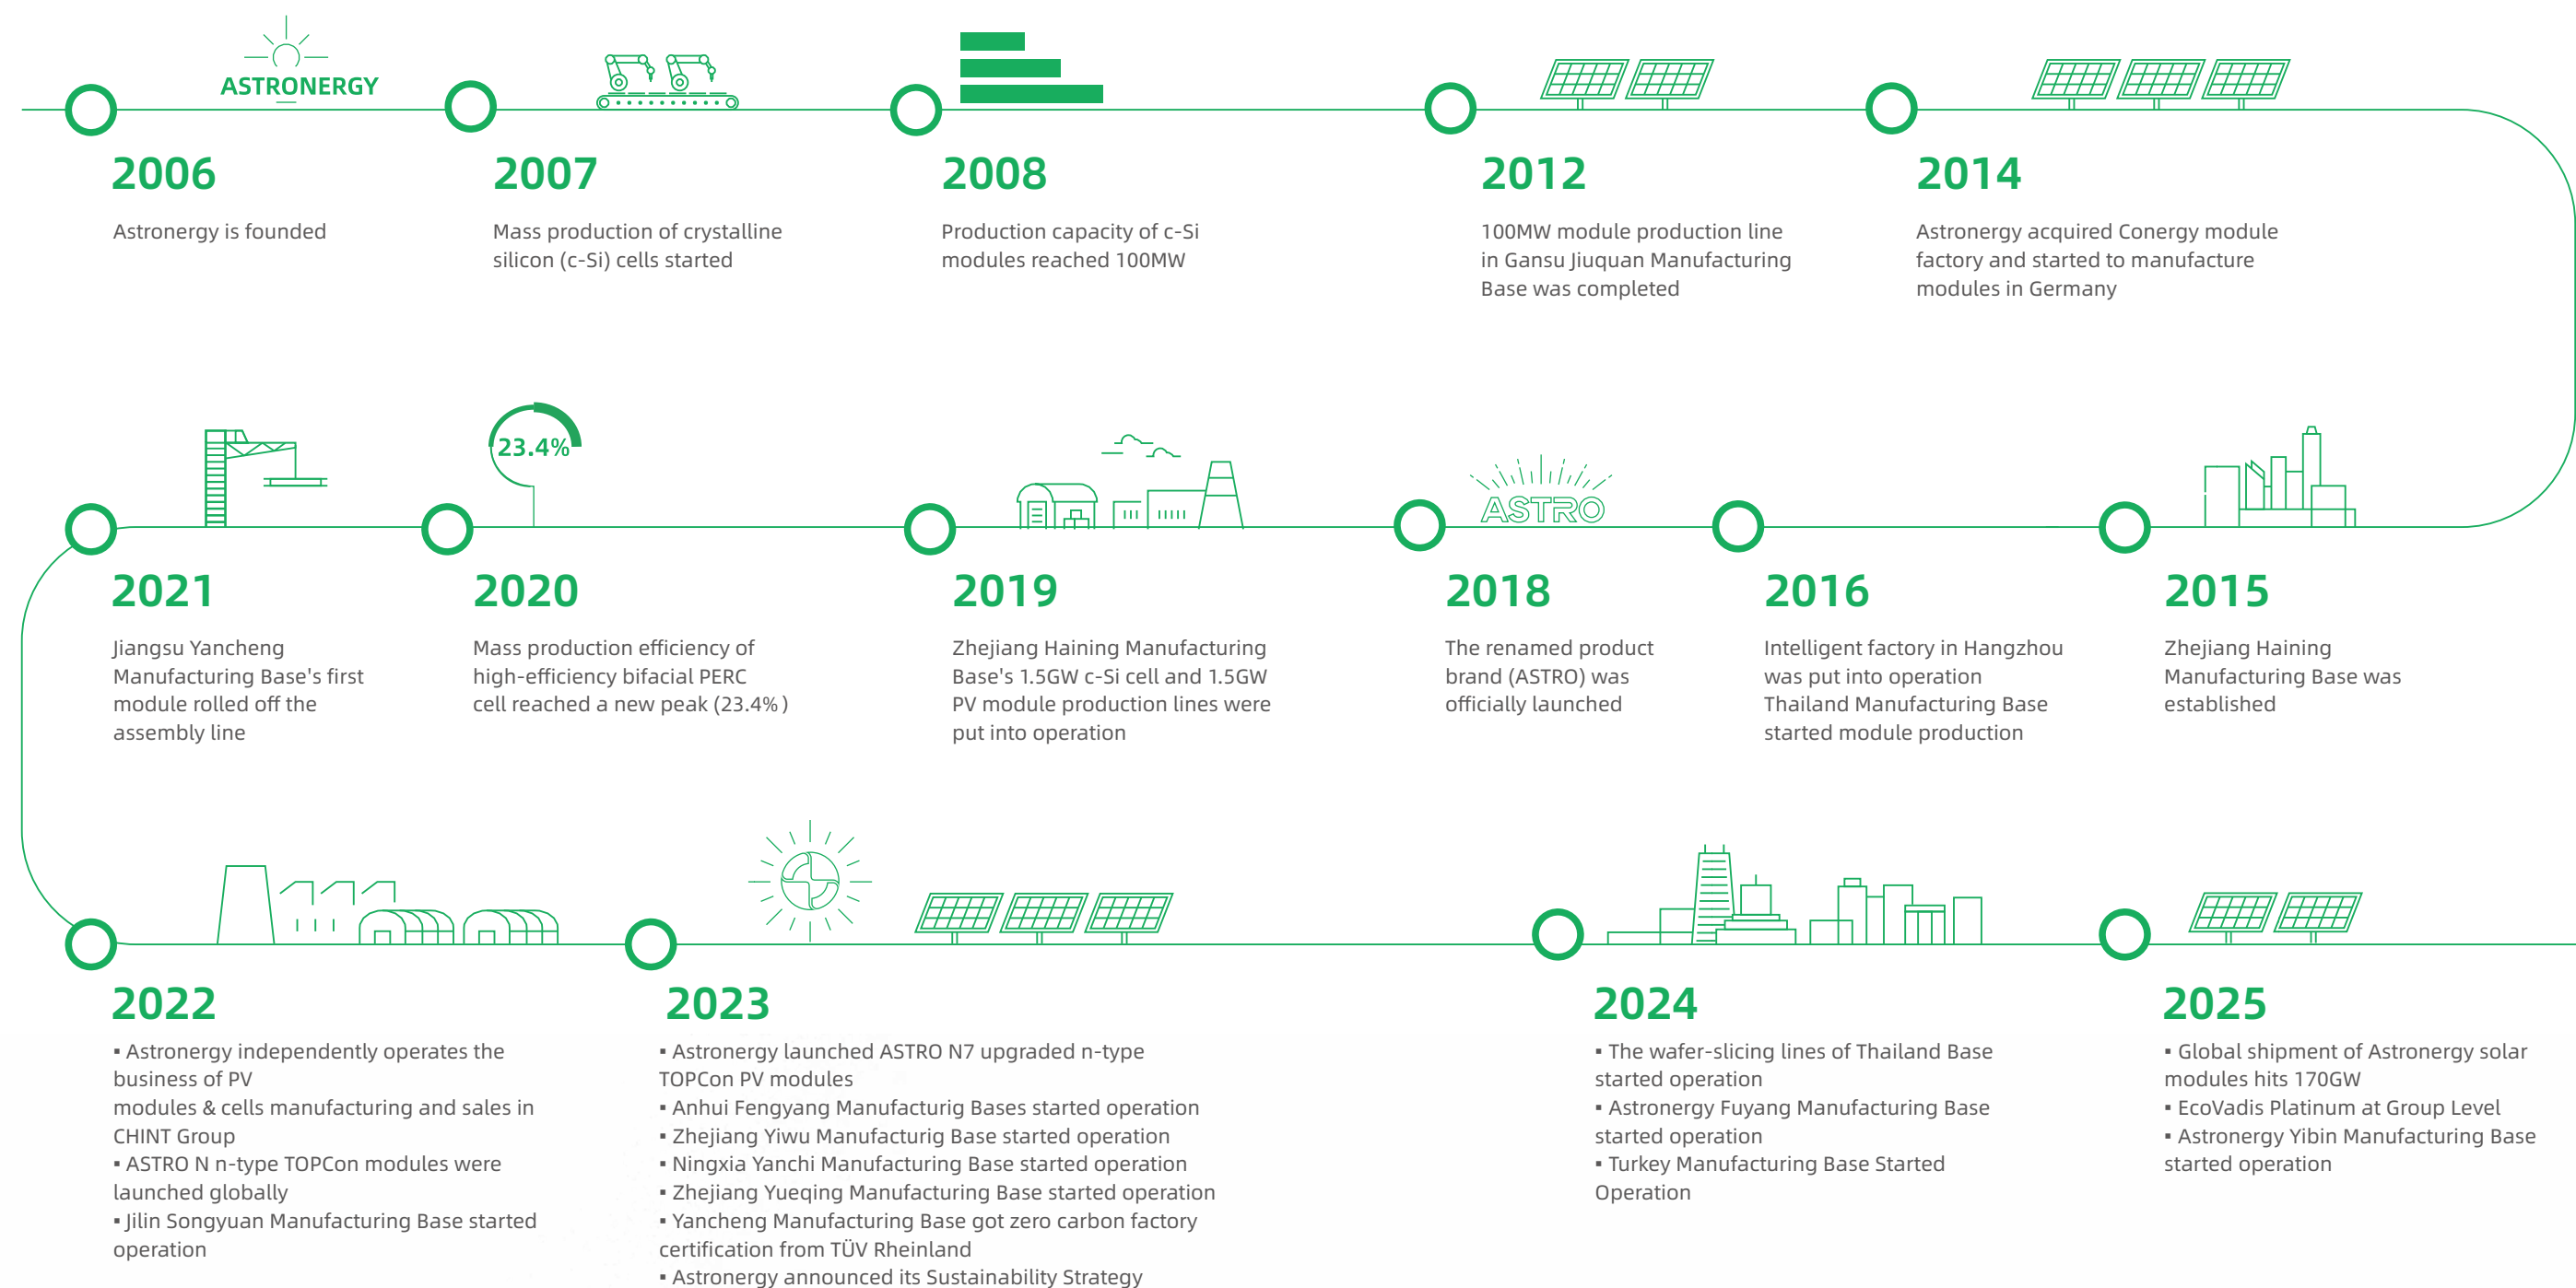 ASTRONERGY
2006
Astronergy is founded
2007
Mass production of crystalline
silicon (c-Si) cells started
2008
Production capacity of c-Si
modules reached 100MW
2012
100MW module production line
in Gansu Jiuquan Manufacturing
Base was completed
2014
Astronergy acquired Conergy module
factory and started to manufacture
modules in Germany
2015
Zhejiang Haining
Manufacturing Base was
established
2016
Intelligent factory in Hangzhou
was put into operation
Thailand Manufacturing Base
started module production
ASTRO
2018
The renamed product
brand (ASTRO) was
officially launched
2019
Zhejiang Haining Manufacturing
Base's 1.5GW c-Si cell and 1.5GW
PV module production lines were
put into operation
23.4%
2020
Mass production efficiency of
high-efficiency bifacial PERC
cell reached a new peak (23.4%)
2021
Jiangsu Yancheng
Manufacturing Base's first
module rolled off the
assembly line
2022
▪ Astronergy independently operates the
business of PV
modules & cells manufacturing and sales in
CHINT Group
▪ ASTRO N n-type TOPCon modules were
launched globally
▪ Jilin Songyuan Manufacturing Base started
operation
2023
▪ Astronergy launched ASTRO N7 upgraded n-type
TOPCon PV modules
▪ Anhui Fengyang Manufacturig Bases started operation
▪ Zhejiang Yiwu Manufacturig Base started operation
▪ Ningxia Yanchi Manufacturing Base started operation
▪ Zhejiang Yueqing Manufacturing Base started operation
▪ Yancheng Manufacturing Base got zero carbon factory
certification from TÜV Rheinland
▪ Astronergy announced its Sustainability Strategy
2024
▪ The wafer-slicing lines of Thailand Base
started operation
▪ Astronergy Fuyang Manufacturing Base
started operation
▪ Turkey Manufacturing Base Started
Operation
2025
▪ Global shipment of Astronergy solar
modules hits 170GW
▪ EcoVadis Platinum at Group Level
▪ Astronergy Yibin Manufacturing Base
started operation